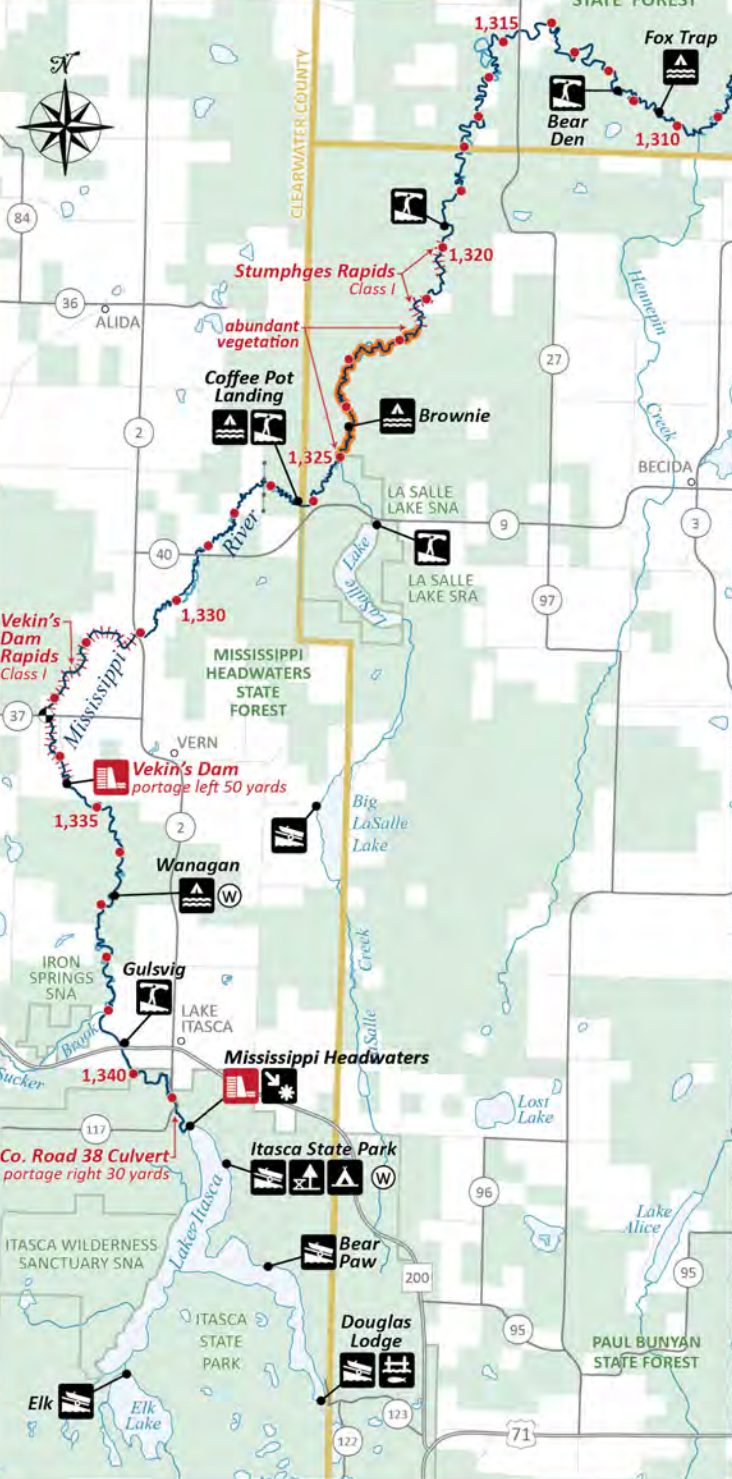 STATE FOREST
1,315
Fox Trap
N
Bear
Den
1,310
CLEARWATER COUNTY
84
1,320
Stumphges Rapids
Class I
Hennepin
Creek
36
ALIDA
abundant
vegetation
27
Coffee Pot
Landing
Brownie
2
1,325
BECIDA
LA SALLE
LAKE SNA
River
9
3
40
Lake
LaSalle
LA SALLE
LAKE SRA
97
1,330
Vekin's
Dam
Rapids
Class I
Mississippi
MISSISSIPPI
HEADWATERS
STATE
FOREST
37
VERN
Vekin's Dam
portage left 50 yards
Big
LaSalle
Lake
1,335
2
Wanagan
W
IRON
SPRINGS
SNA
Gulsvig
Creek
LaSalle
LAKE
ITASCA
Sucker
Brook
Mississippi Headwaters
1,340
Lost
Lake
117
Co. Road 38 Culvert
portage right 30 yards
Itasca State Park
W
96
Lake Itasca
Lake
Alice
ITASCA WILDERNESS
SANCTUARY SNA
Bear
Paw
95
200
ITASCA
STATE
PARK
Douglas
Lodge
95
PAUL BUNYAN
STATE FOREST
Elk
Elk
Lake
123
122
71